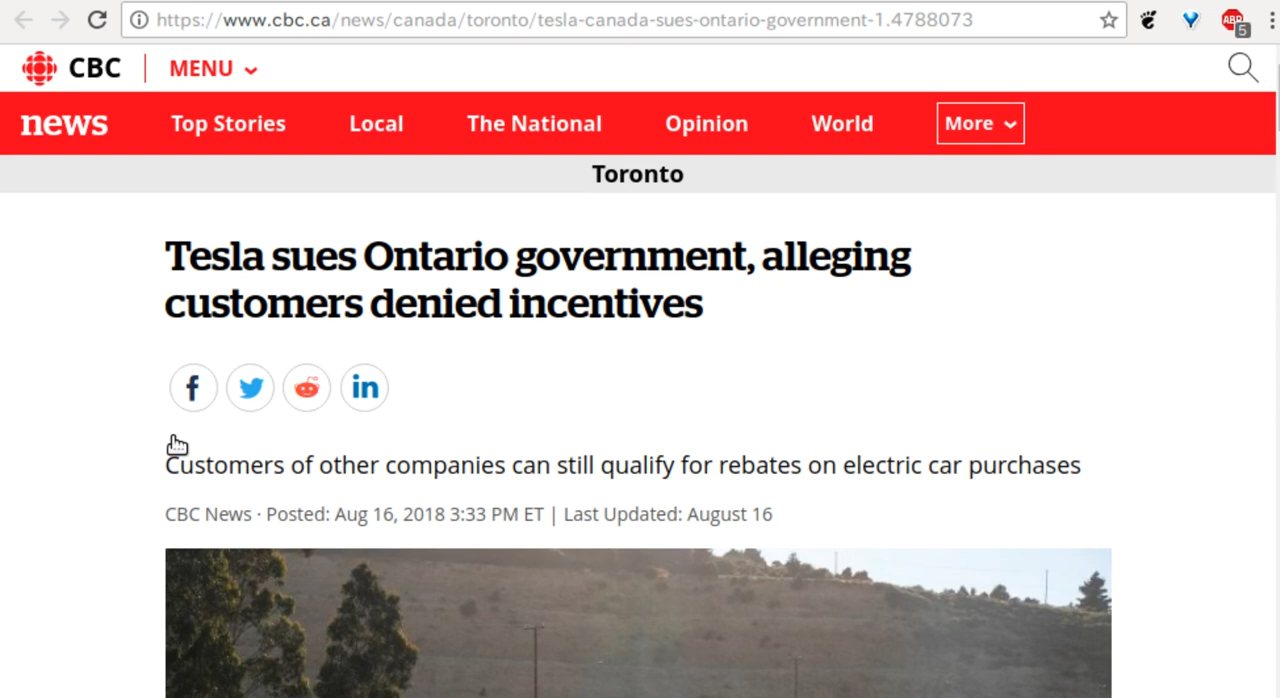 https://www.cbc.ca/news/canada/toronto/tesla-canada-sues-ontario-government-1.4788073
ABP
5
CBC
MENU
news
Top Stories
Local
The National
Opinion
World
More
Toronto
Tesla sues Ontario government, alleging
customers denied incentives
f
in
Customers of other companies can still qualify for rebates on electric car purchases
CBC News · Posted: Aug 16, 2018 3:33 PM ET | Last Updated: August 16